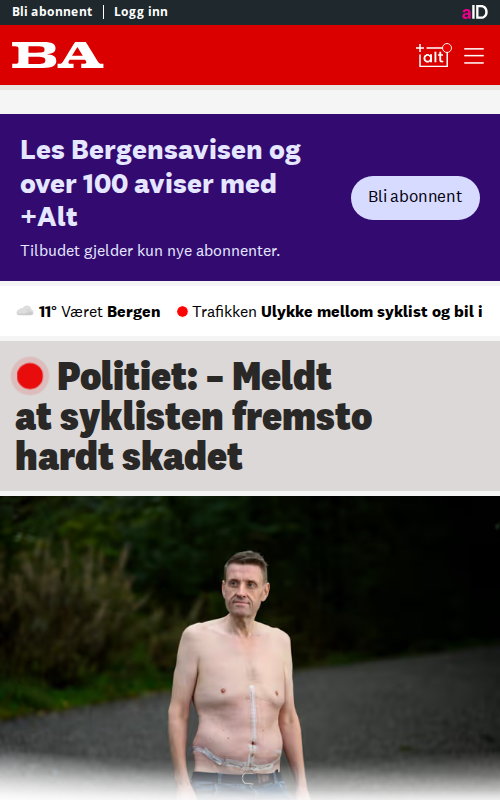 Bli abonnent | Logg inn
aID
BA
+alt
Les Bergensavisen og
over 100 aviser med
+Alt
Bli abonnent
Tilbudet gjelder kun nye abonnenter.
11° Været Bergen
Trafikken Ulykke mellom syklist og bil i
Politiet: – Meldt
at syklisten fremsto
hardt skadet